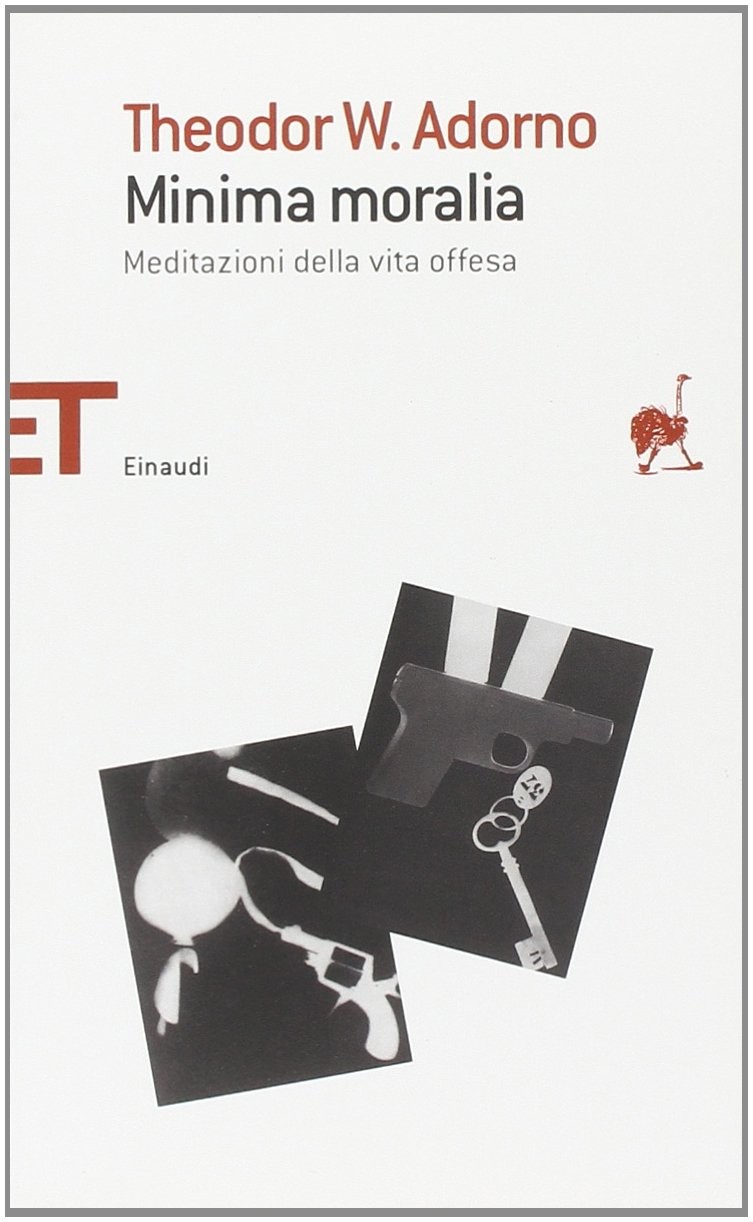 Theodor W. Adorno
Minima moralia
Meditazioni della vita offesa
ET
Einaudi